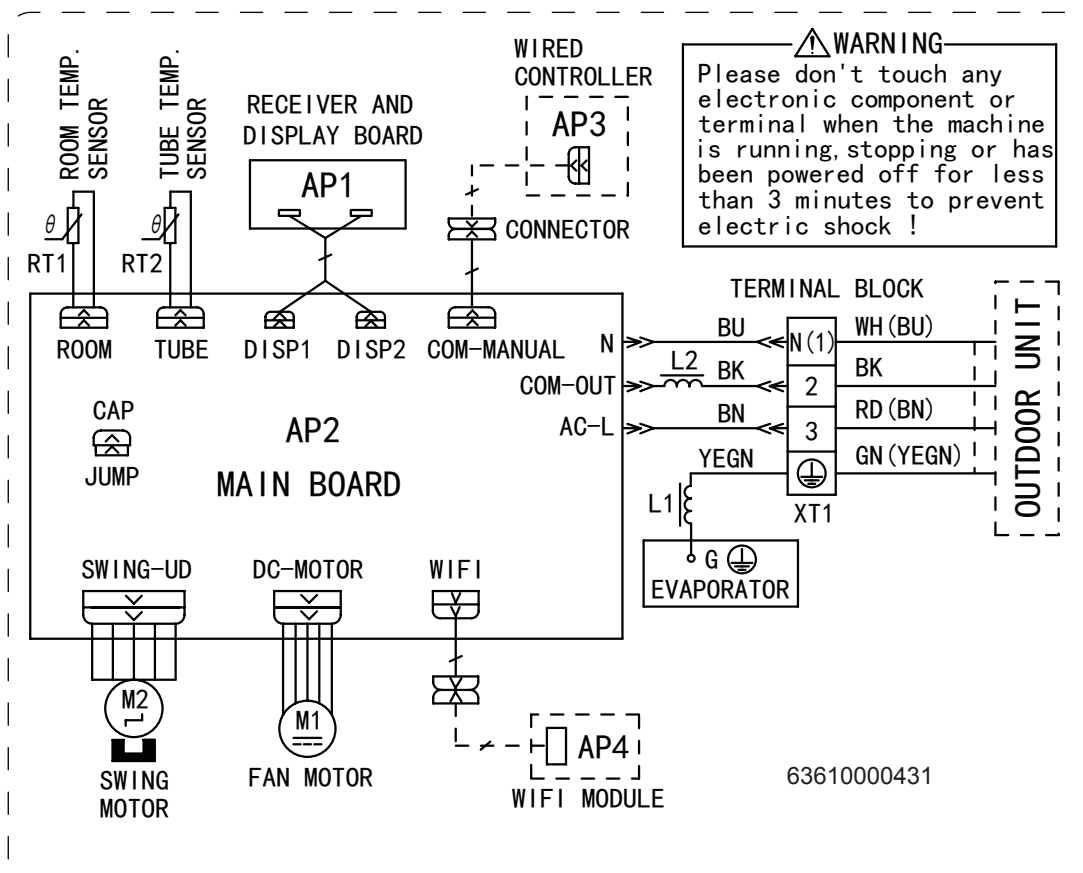 ROOM TEMP.
SENSOR
TUBE TEMP.
SENSOR
RECEIVER AND
DISPLAY BOARD
WIRED
CONTROLLER
WARNING
Please don't touch any
electronic component or
terminal when the machine
is running, stopping or has
been powered off for less
than 3 minutes to prevent
electric shock !
AP1
AP3
θ
θ
RT1
RT2
CONNECTOR
TERMINAL BLOCK
ROOM
TUBE
DISP1
DISP2
COM-MANUAL
N
BU
N(1)
WH(BU)
COM-OUT
L2
BK
2
BK
AC-L
BN
3
RD(BN)
YEGN
GN(YEGN)
XT1
OUTDOOR UNIT
CAP
JUMP
AP2
MAIN BOARD
L1
G
EVAPORATOR
SWING-UD
DC-MOTOR
WIFI
M2
M1
SWING
MOTOR
FAN MOTOR
AP4
WIFI MODULE
63610000431